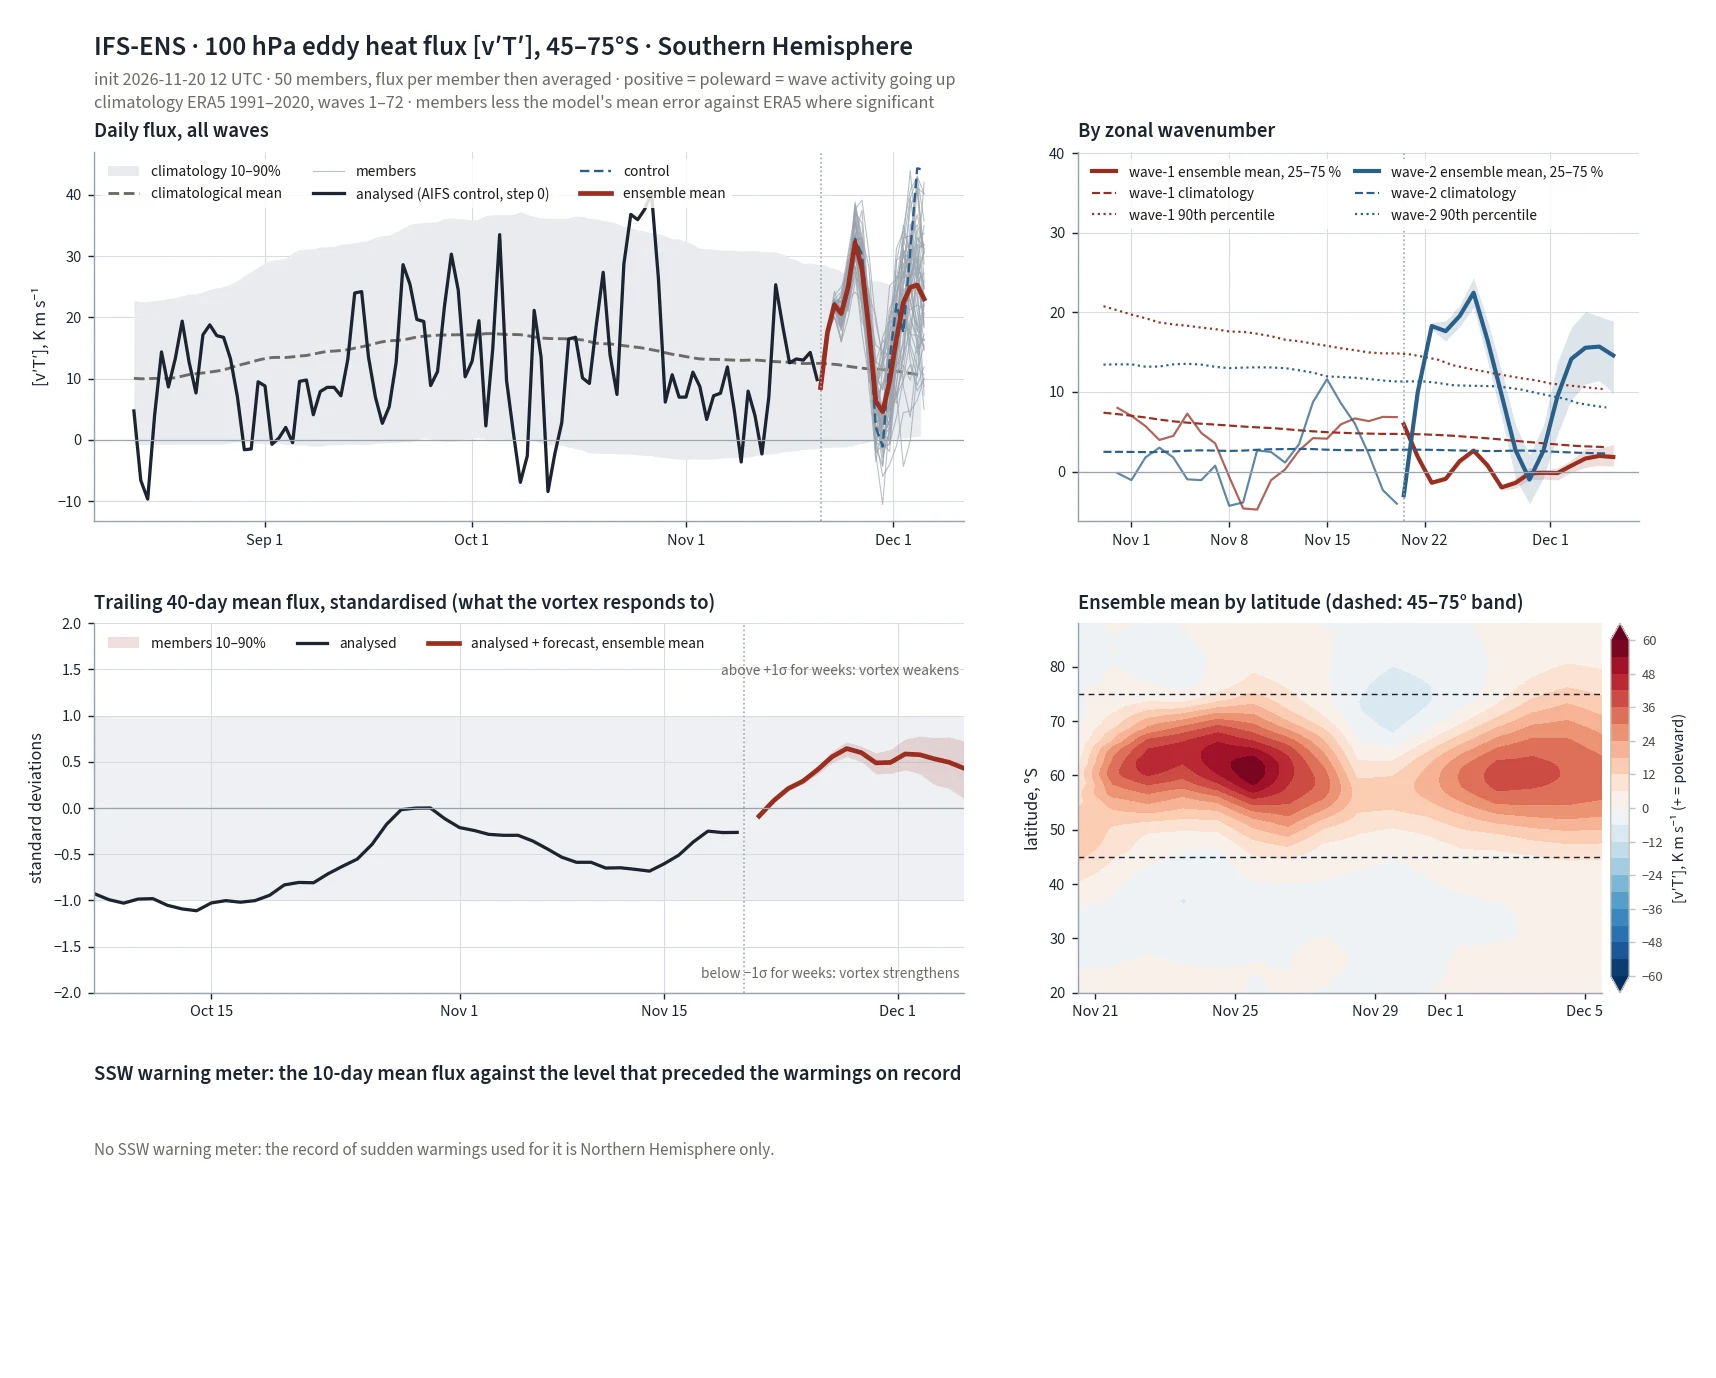 IFS-ENS · 100 hPa eddy heat flux [v′T′], 45–75°S · Southern Hemisphere
init 2026-11-20 12 UTC · 50 members, flux per member then averaged · positive = poleward = wave activity going up
climatology ERA5 1991–2020, waves 1–72 · members less the model's mean error against ERA5 where significant
Daily flux, all waves
climatology 10–90%
climatological mean
members
analysed (AIFS control, step 0)
control
ensemble mean
[v′T′], K m s⁻¹
40
30
20
10
0
−10
Sep 1
Oct 1
Nov 1
Dec 1
By zonal wavenumber
wave-1 ensemble mean, 25–75 %
wave-1 climatology
wave-1 90th percentile
wave-2 ensemble mean, 25–75 %
wave-2 climatology
wave-2 90th percentile
40
30
20
10
0
Nov 1
Nov 8
Nov 15
Nov 22
Dec 1
Trailing 40-day mean flux, standardised (what the vortex responds to)
members 10–90%
analysed
analysed + forecast, ensemble mean
above +1σ for weeks: vortex weakens
below −1σ for weeks: vortex strengthens
standard deviations
2.0
1.5
1.0
0.5
0.0
−0.5
−1.0
−1.5
−2.0
Oct 15
Nov 1
Nov 15
Dec 1
Ensemble mean by latitude (dashed: 45–75° band)
latitude, °S
80
70
60
50
40
30
20
Nov 21
Nov 25
Nov 29
Dec 1
Dec 5
60
48
36
24
12
0
−12
−24
−36
−48
−60
[v′T′], K m s⁻¹ (+ = poleward)
SSW warning meter: the 10-day mean flux against the level that preceded the warmings on record
No SSW warning meter: the record of sudden warmings used for it is Northern Hemisphere only.